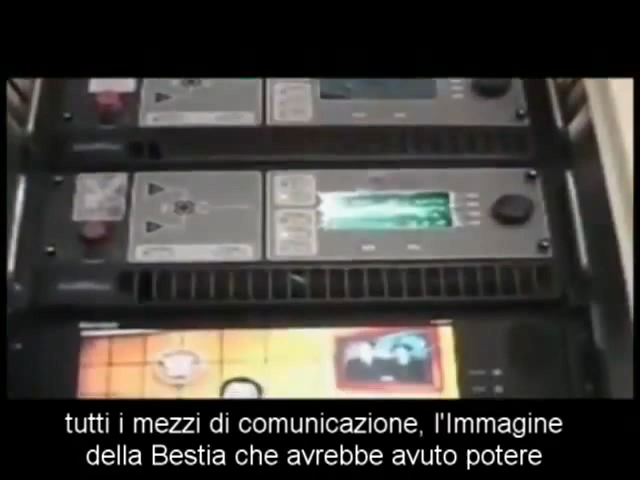 tutti i mezzi di comunicazione, l'Immagine
della Bestia che avrebbe avuto potere